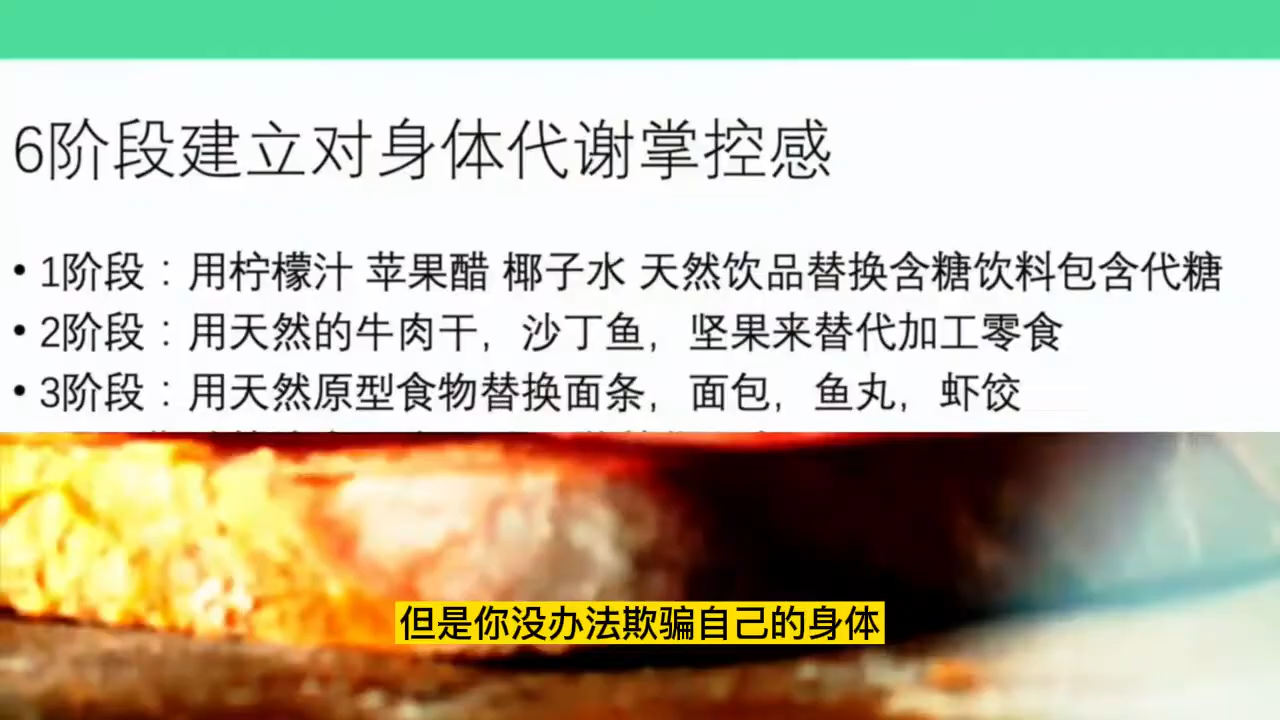 6阶段建立对身体代谢掌控感
• 1阶段：用柠檬汁 苹果醋 椰子水 天然饮品替换含糖饮料包含代糖
• 2阶段：用天然的牛肉干，沙丁鱼，坚果来替代加工零食
• 3阶段：用天然原型食物替换面条，面包，鱼丸，虾饺
但是你没办法欺骗自己的身体